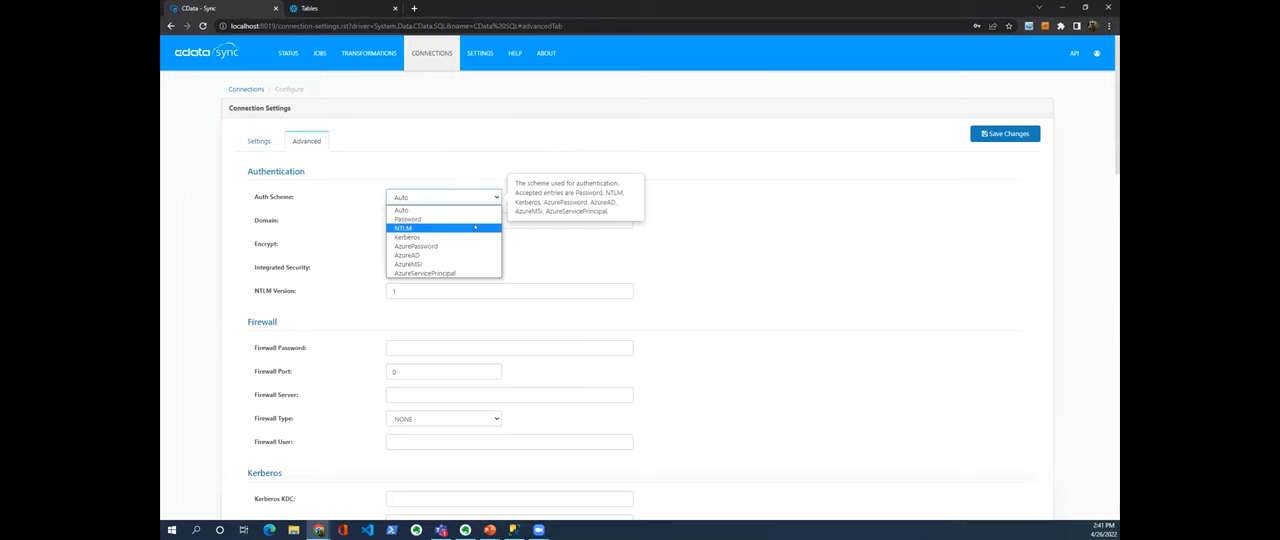 CData - Sync
Tables
localhost:8019/connection-settings.rst?driver=System.Data.CData.SQL&name=CData%20SQL#advancedTab
cdata sync
STATUS
JOBS
TRANSFORMATIONS
CONNECTIONS
SETTINGS
HELP
ABOUT
API
Connections / Configure
Connection Settings
Settings
Advanced
Save Changes
Authentication
Auth Scheme:
Auto
The scheme used for authentication.
Accepted entries are Password, NTLM,
Kerberos, AzurePassword, AzureAD,
AzureMSI, AzureServicePrincipal.
Auto
Password
NTLM
Kerberos
AzurePassword
AzureAD
AzureMSI
AzureServicePrincipal
Domain:
Encrypt:
Integrated Security:
NTLM Version:
1
Firewall
Firewall Password:
Firewall Port:
0
Firewall Server:
Firewall Type:
NONE
Firewall User:
Kerberos
Kerberos KDC:
2:41 PM
4/26/2022